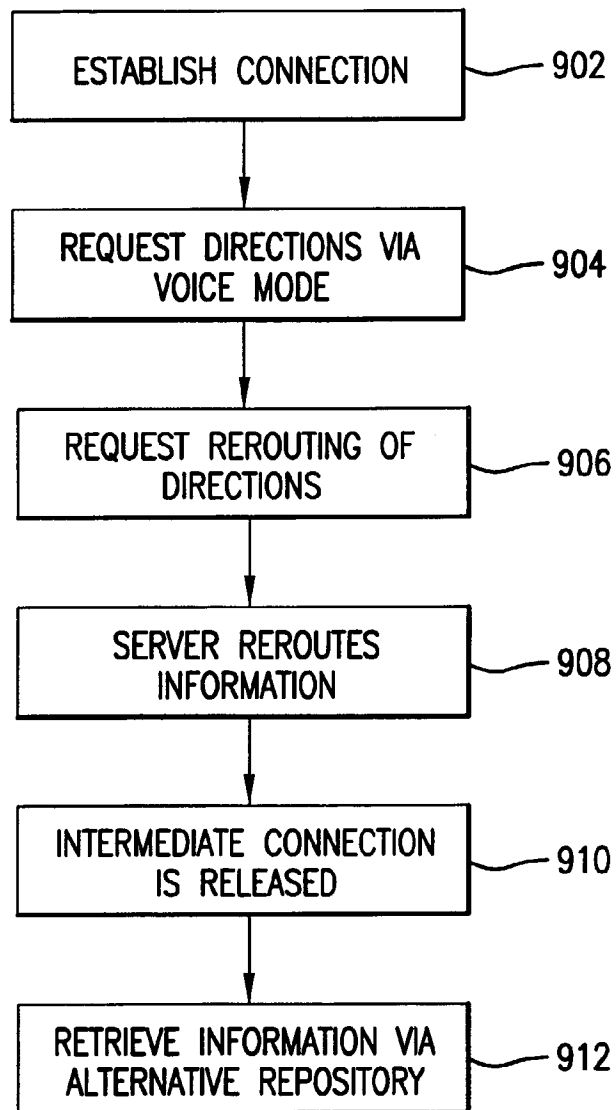 ESTABLISH CONNECTION
902
REQUEST DIRECTIONS VIA
VOICE MODE
904
REQUEST REROUTING OF
DIRECTIONS
906
SERVER REROUTES
INFORMATION
908
INTERMEDIATE CONNECTION
IS RELEASED
910
RETRIEVE INFORMATION VIA
ALTERNATIVE REPOSITORY
912